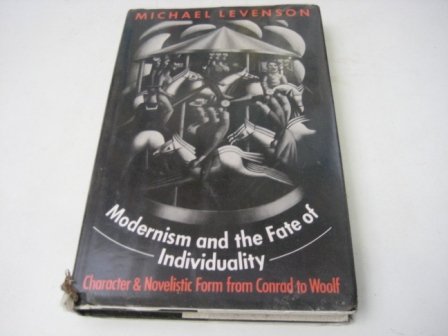 MICHAEL LEVENSON
Modernism and the Fate of
Individuality
Character & Novelistic Form from Conrad to Woolf